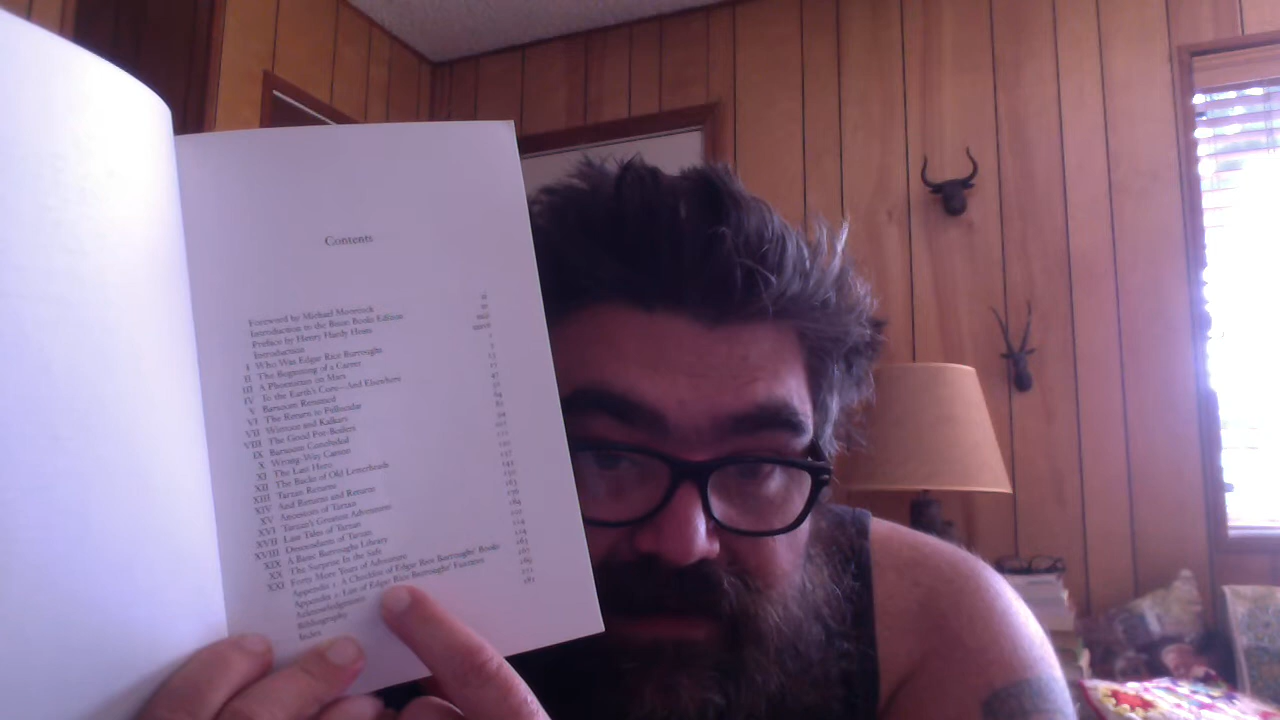 Contents
Foreword by Michael Moorcock
Introduction to the Bison Books Edition
Preface by Henry Hardy Heins
Introduction
I Who Was Edgar Rice Burroughs
II The Beginning of a Career
III A Phoenician on Mars
IV To the Earth's Core—And Elsewhere
V Barsoom Revisited
VI The Return to Pellucidar
VII Wieroos and Kalkars
VIII The Good Pot-Boilers
IX Barsoom Concluded
X Wrong-Way Carson
XI The Last Hero
XII The Backs of Old Letterheads
XIII Tarzan Returns
XIV And Returns and Returns
XV Ancestors of Tarzan
XVI Tarzan's Greatest Adventures
XVII Last Tales of Tarzan
XVIII Descendants of Tarzan
XIX A Basic Burroughs Library
XX The Surprise in the Safe
XXI Forty More Years of Adventure
Appendix 1. A Checklist of Edgar Rice Burroughs' Books
Appendix 2. List of Edgar Rice Burroughs' Fanzines
Acknowledgments
Bibliography
Index